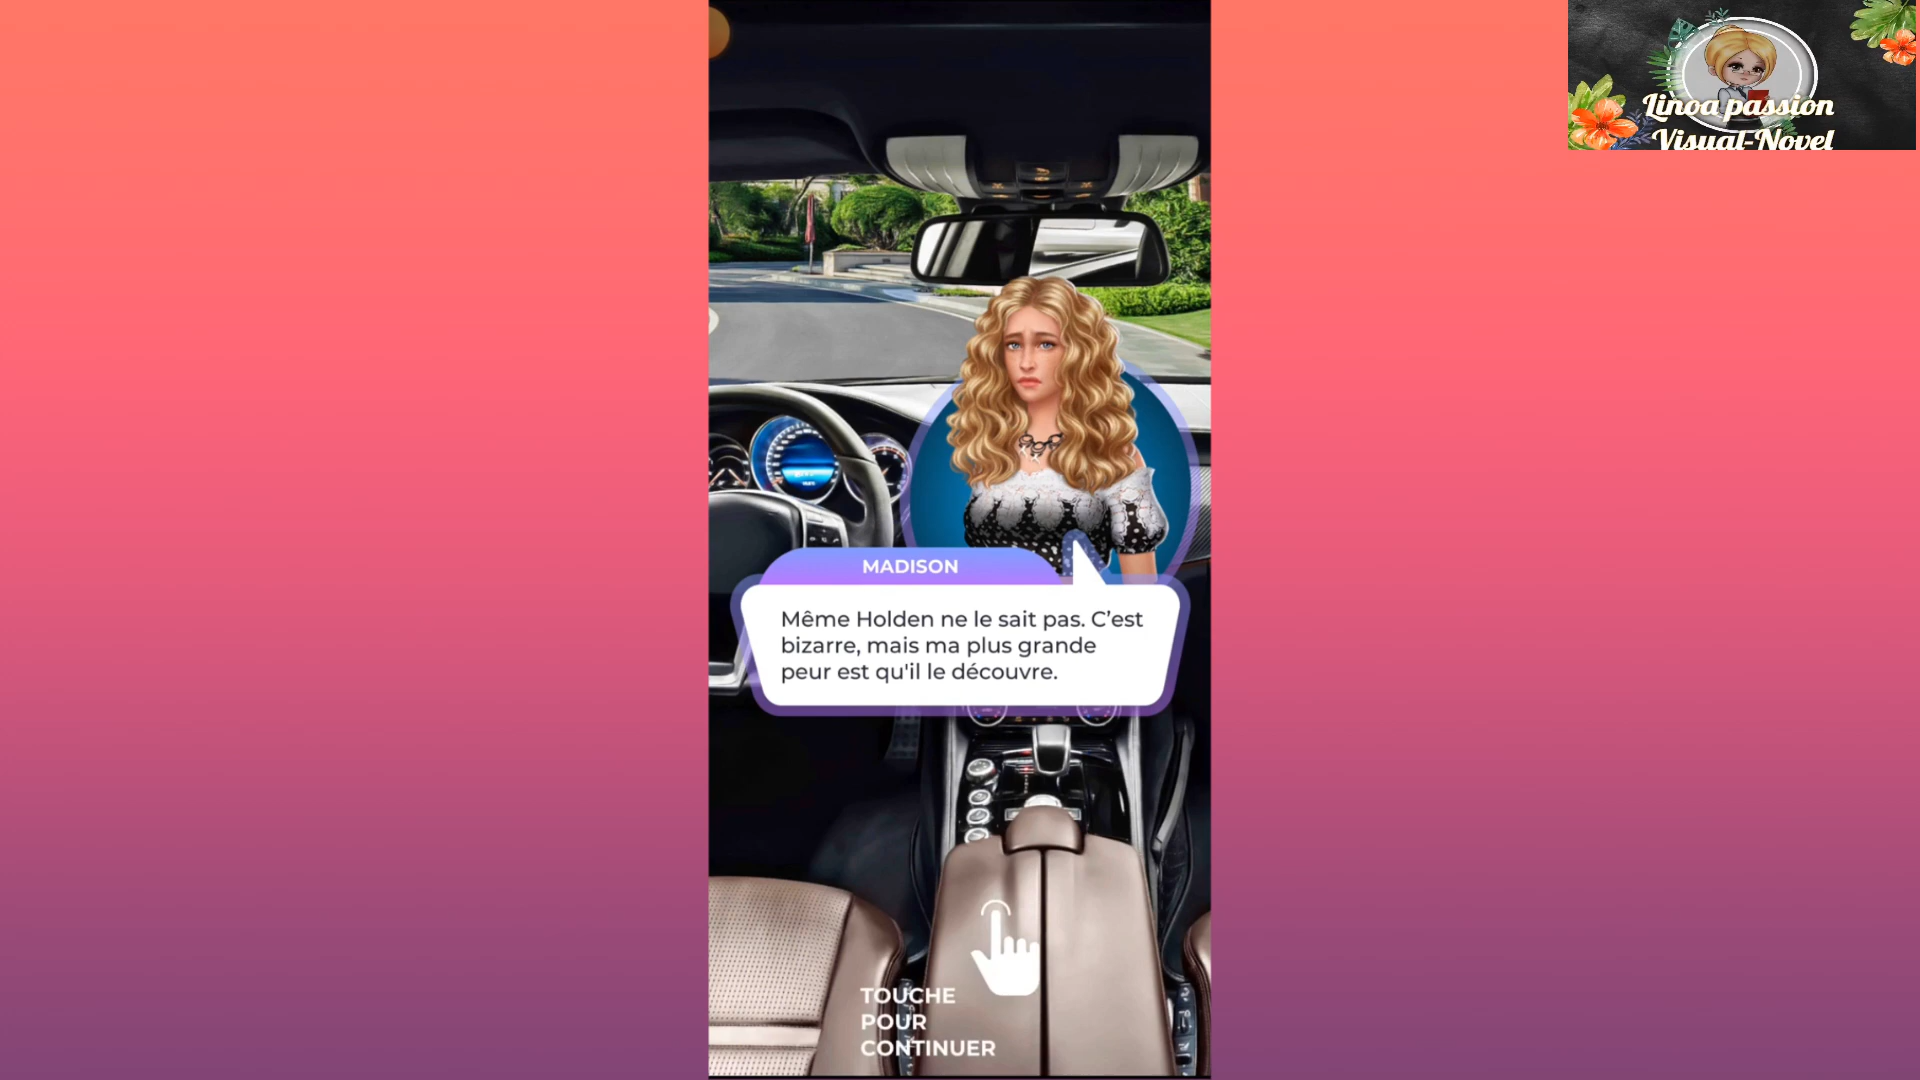 Linoa passion
Visual-Novel
MADISON
Même Holden ne le sait pas. C’est
bizarre, mais ma plus grande
peur est qu'il le découvre.
TOUCHE
POUR
CONTINUER